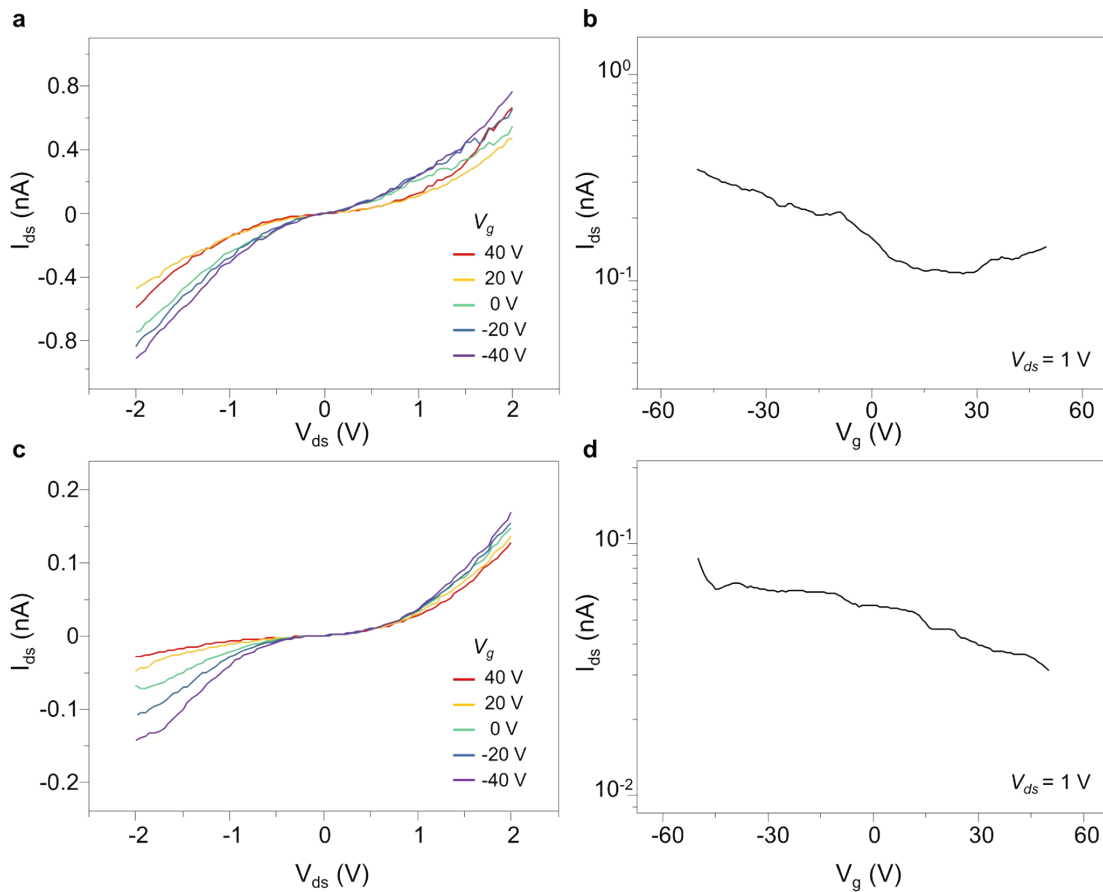 a
0.8
0.4
0
-0.4
-0.8
I_ds (nA)
V_g
40 V
20 V
0 V
-20 V
-40 V
-2
-1
0
1
2
V_ds (V)
b
10^0
10^-1
I_ds (nA)
V_ds = 1 V
-60
-30
0
30
60
V_g (V)
c
0.2
0.1
0
-0.1
-0.2
I_ds (nA)
V_g
40 V
20 V
0 V
-20 V
-40 V
-2
-1
0
1
2
V_ds (V)
d
10^-1
10^-2
I_ds (nA)
V_ds = 1 V
-60
-30
0
30
60
V_g (V)